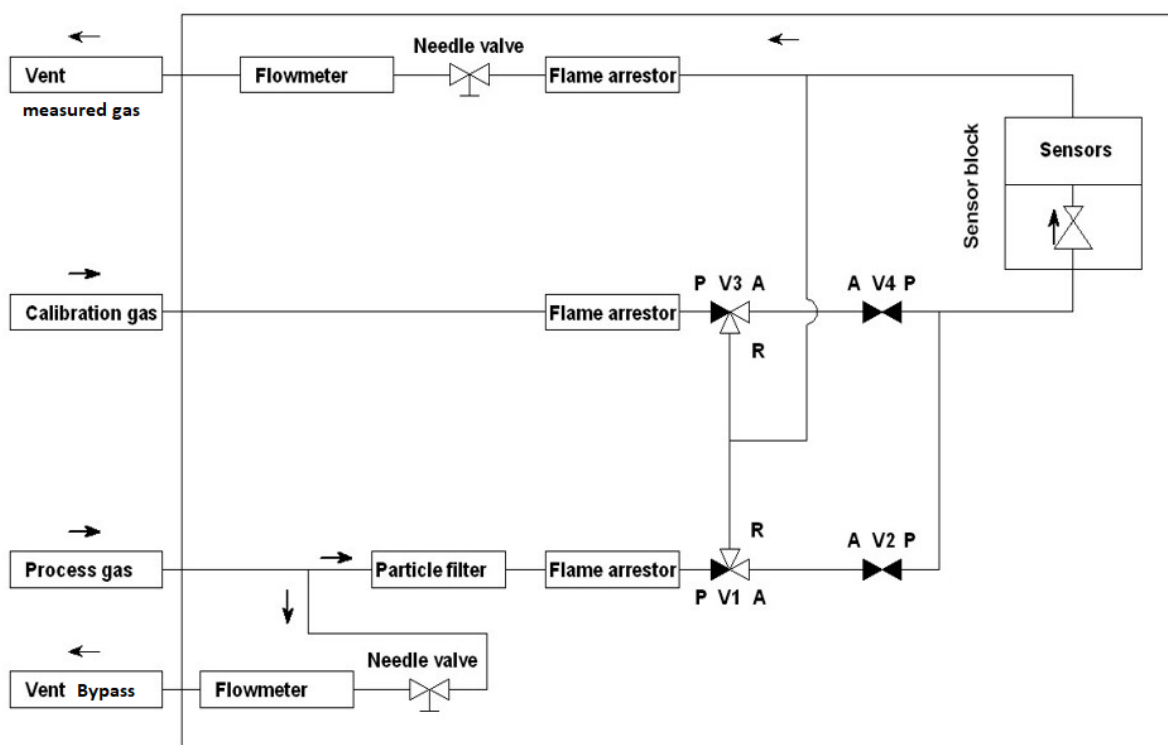 Needle valve
Vent
Flowmeter
Flame arrestor
measured gas
Sensors
Sensor block
P V3 A
A V4 P
Calibration gas
Flame arrestor
R
R
A V2 P
Process gas
Particle filter
Flame arrestor
P V1 A
Needle valve
Vent Bypass
Flowmeter